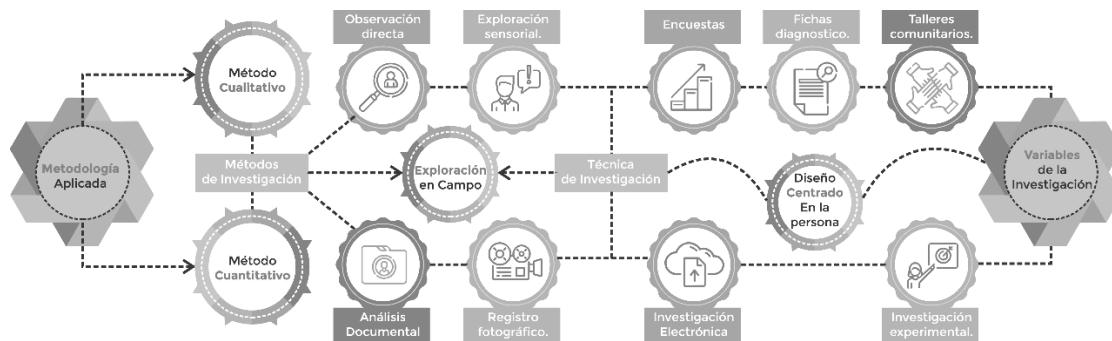 Observación
directa
Exploración
sensorial.
Encuestas
Fichas
diagnostico.
Talleres
comunitarios.
Método
Cualitativo
Metodología
Aplicada
Métodos
de Investigación
Exploración
en Campo
Técnica
de Investigación
Diseño
Centrado
En la
persona
Variables
de la
Investigación
Método
Cuantitativo
Análisis
Documental
Registro
fotográfico.
Investigación
Electrónica
Investigación
experimental.